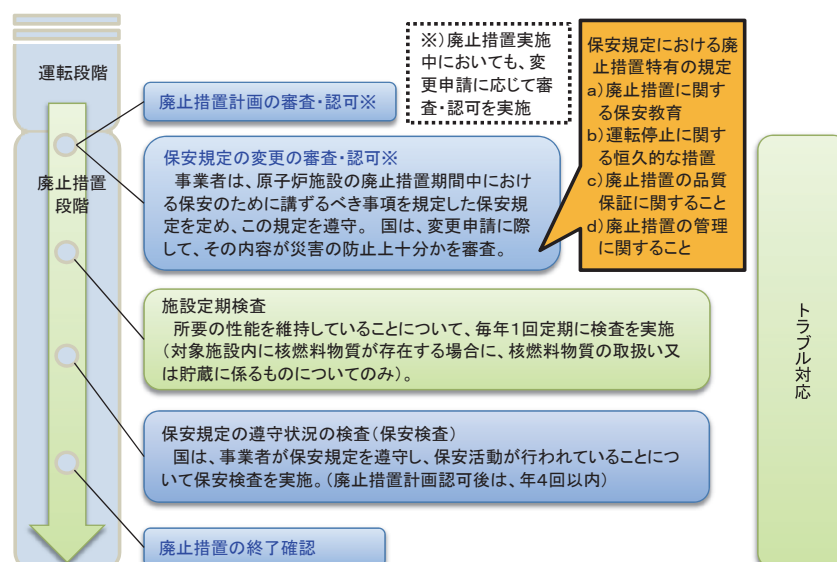 運転段階
廃止措置
段階
廃止措置計画の審査・認可※
※)廃止措置実施
中においても、変
更申請に応じて審
査・認可を実施
保安規定における廃
止措置特有の規定
a)廃止措置に関す
る保安教育
b)運転停止に関す
る恒久的な措置
c)廃止措置の品質
保証に関すること
d)廃止措置の管理
に関すること
保安規定の変更の審査・認可※
事業者は、原子炉施設の廃止措置期間中におけ
る保安のために講ずるべき事項を規定した保安規
定を定め、この規定を遵守。 国は、変更申請に際
して、その内容が災害の防止上十分かを審査。
施設定期検査
所要の性能を維持していることについて、毎年1回定期に検査を実施
(対象施設内に核燃料物質が存在する場合に、核燃料物質の取扱い又
は貯蔵に係るものについてのみ)。
保安規定の遵守状況の検査(保安検査)
国は、事業者が保安規定を遵守し、保安活動が行われていることにつ
いて保安検査を実施。(廃止措置計画認可後は、年4回以内)
廃止措置の終了確認
トラブル対応